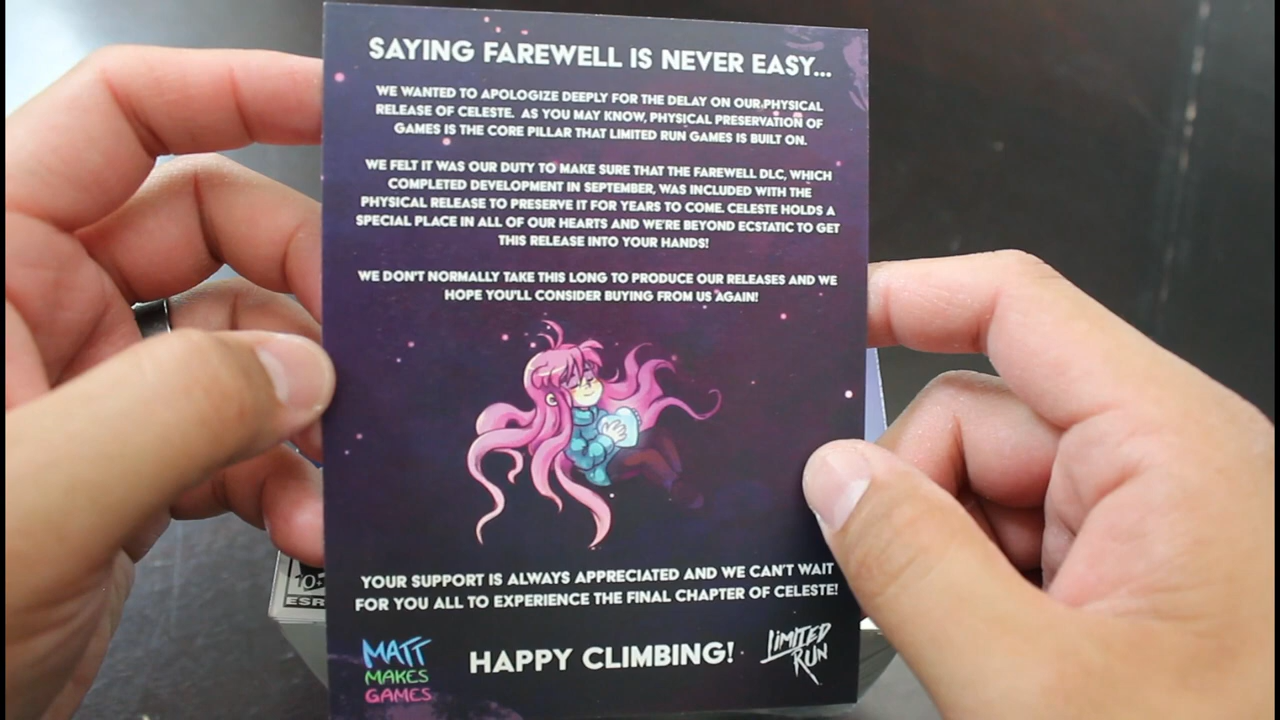 SAYING FAREWELL IS NEVER EASY...
WE WANTED TO APOLOGIZE DEEPLY FOR THE DELAY ON OUR PHYSICAL
RELEASE OF CELESTE. AS YOU MAY KNOW, PHYSICAL PRESERVATION OF
GAMES IS THE CORE PILLAR THAT LIMITED RUN GAMES IS BUILT ON.
WE FELT IT WAS OUR DUTY TO MAKE SURE THAT THE FAREWELL DLC, WHICH
COMPLETED DEVELOPMENT IN SEPTEMBER, WAS INCLUDED WITH THE
PHYSICAL RELEASE TO PRESERVE IT FOR YEARS TO COME. CELESTE HOLDS A
SPECIAL PLACE IN ALL OF OUR HEARTS AND WE'RE BEYOND ECSTATIC TO GET
THIS RELEASE INTO YOUR HANDS!
WE DON'T NORMALLY TAKE THIS LONG TO PRODUCE OUR RELEASES AND WE
HOPE YOU'LL CONSIDER BUYING FROM US AGAIN!
YOUR SUPPORT IS ALWAYS APPRECIATED AND WE CAN'T WAIT
FOR YOU ALL TO EXPERIENCE THE FINAL CHAPTER OF CELESTE!
MATT
MAKES
GAMES
HAPPY CLIMBING!
LIMITED
RUN
10
ESR